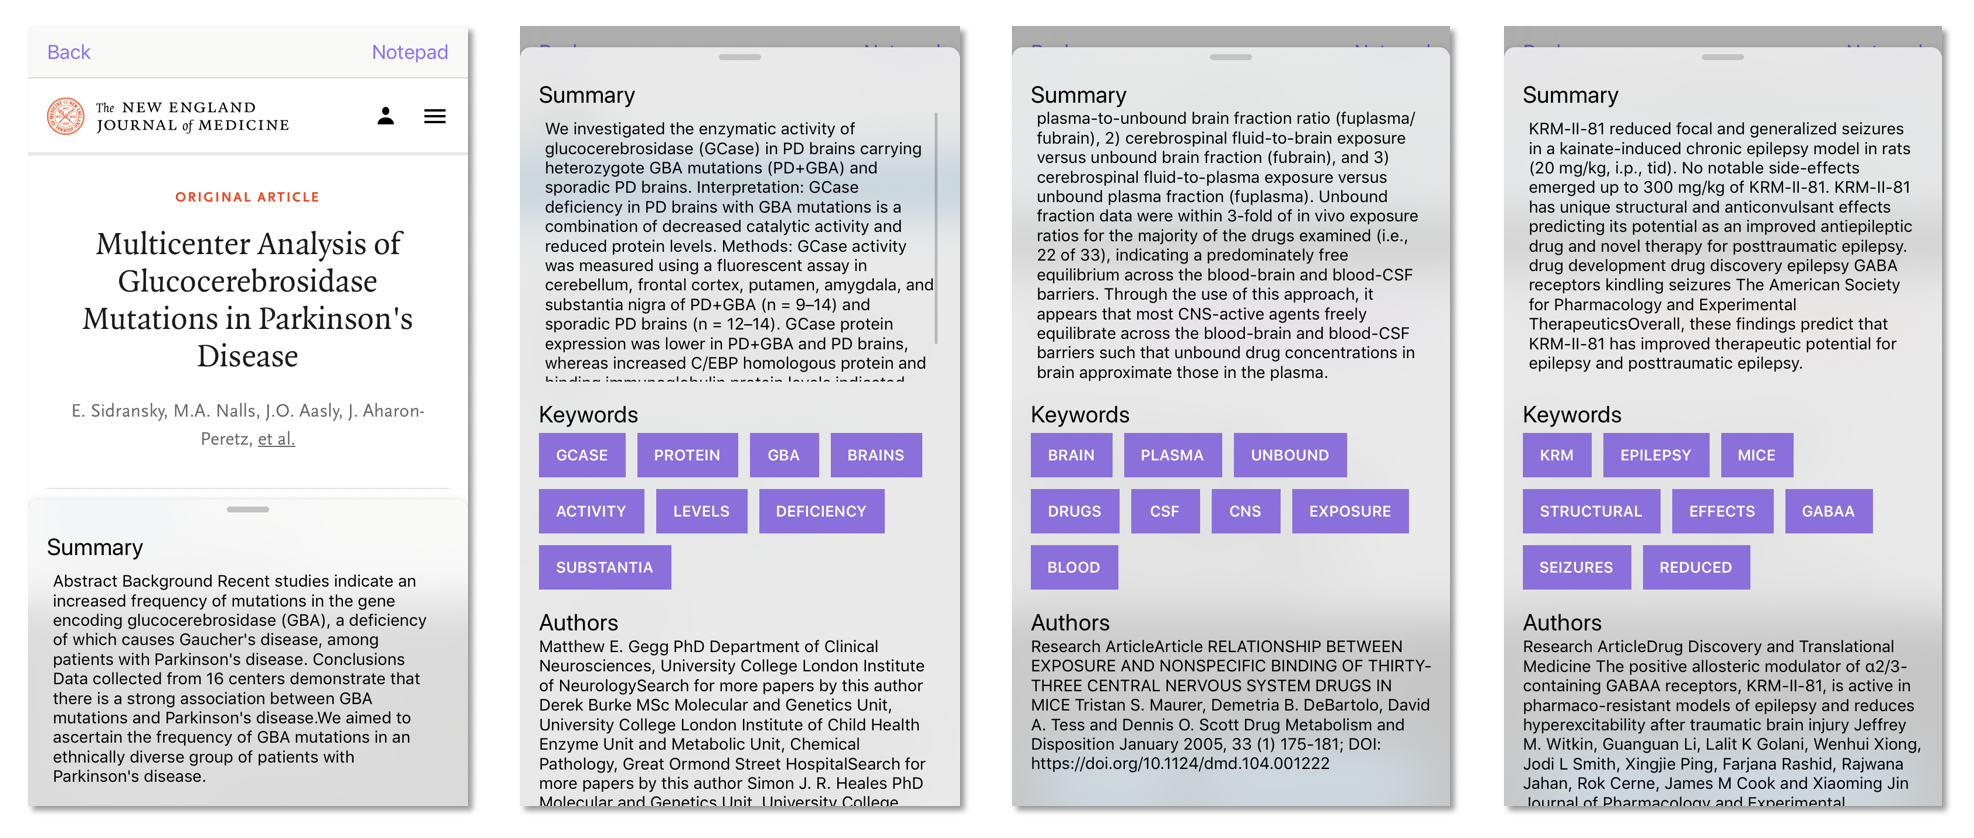 Back
Notepad
The NEW ENGLAND
JOURNAL of MEDICINE
ORIGINAL ARTICLE
Multicenter Analysis of
Glucocerebrosidase
Mutations in Parkinson's
Disease
E. Sidransky, M.A. Nalls, J.O. Aasly, J. Aharon-
Peretz, et al.
Summary
Abstract Background Recent studies indicate an
increased frequency of mutations in the gene
encoding glucocerebrosidase (GBA), a deficiency
of which causes Gaucher's disease, among
patients with Parkinson's disease. Conclusions
Data collected from 16 centers demonstrate that
there is a strong association between GBA
mutations and Parkinson's disease.We aimed to
ascertain the frequency of GBA mutations in an
ethnically diverse group of patients with
Parkinson's disease.
Summary
We investigated the enzymatic activity of
glucocerebrosidase (GCase) in PD brains carrying
heterozygote GBA mutations (PD+GBA) and
sporadic PD brains. Interpretation: GCase
deficiency in PD brains with GBA mutations is a
combination of decreased catalytic activity and
reduced protein levels. Methods: GCase activity
was measured using a fluorescent assay in
cerebellum, frontal cortex, putamen, amygdala, and
substantia nigra of PD+GBA (n = 9–14) and
sporadic PD brains (n = 12–14). GCase protein
expression was lower in PD+GBA and PD brains,
whereas increased C/EBP homologous protein and
binding immunoglobulin protein levels indicated
Keywords
GCASE
PROTEIN
GBA
BRAINS
ACTIVITY
LEVELS
DEFICIENCY
SUBSTANTIA
Authors
Matthew E. Gegg PhD Department of Clinical
Neurosciences, University College London Institute
of NeurologySearch for more papers by this author
Derek Burke MSc Molecular and Genetics Unit,
University College London Institute of Child Health
Enzyme Unit and Metabolic Unit, Chemical
Pathology, Great Ormond Street HospitalSearch for
more papers by this author Simon J. R. Heales PhD
Molecular and Genetics Unit, University College
Summary
plasma-to-unbound brain fraction ratio (fuplasma/
fubrain), 2) cerebrospinal fluid-to-brain exposure
versus unbound brain fraction (fubrain), and 3)
cerebrospinal fluid-to-plasma exposure versus
unbound plasma fraction (fuplasma). Unbound
fraction data were within 3-fold of in vivo exposure
ratios for the majority of the drugs examined (i.e.,
22 of 33), indicating a predominately free
equilibrium across the blood-brain and blood-CSF
barriers. Through the use of this approach, it
appears that most CNS-active agents freely
equilibrate across the blood-brain and blood-CSF
barriers such that unbound drug concentrations in
brain approximate those in the plasma.
Keywords
BRAIN
PLASMA
UNBOUND
DRUGS
CSF
CNS
EXPOSURE
BLOOD
Authors
Research ArticleArticle RELATIONSHIP BETWEEN
EXPOSURE AND NONSPECIFIC BINDING OF THIRTY-
THREE CENTRAL NERVOUS SYSTEM DRUGS IN
MICE Tristan S. Maurer, Demetria B. DeBartolo, David
A. Tess and Dennis O. Scott Drug Metabolism and
Disposition January 2005, 33 (1) 175-181; DOI:
https://doi.org/10.1124/dmd.104.001222
Summary
KRM-II-81 reduced focal and generalized seizures
in a kainate-induced chronic epilepsy model in rats
(20 mg/kg, i.p., tid). No notable side-effects
emerged up to 300 mg/kg of KRM-II-81. KRM-II-81
has unique structural and anticonvulsant effects
predicting its potential as an improved antiepileptic
drug and novel therapy for posttraumatic epilepsy.
drug development drug discovery epilepsy GABA
receptors kindling seizures The American Society
for Pharmacology and Experimental
TherapeuticsOverall, these findings predict that
KRM-II-81 has improved therapeutic potential for
epilepsy and posttraumatic epilepsy.
Keywords
KRM
EPILEPSY
MICE
STRUCTURAL
EFFECTS
GABAA
SEIZURES
REDUCED
Authors
Research ArticleDrug Discovery and Translational
Medicine The positive allosteric modulator of α2/3-
containing GABAA receptors, KRM-II-81, is active in
pharmaco-resistant models of epilepsy and reduces
hyperexcitability after traumatic brain injury Jeffrey
M. Witkin, Guanguan Li, Lalit K Golani, Wenhui Xiong,
Jodi L Smith, Xingjie Ping, Farjana Rashid, Rajwana
Jahan, Rok Cerne, James M Cook and Xiaoming Jin
Journal of Pharmacology and Experimental